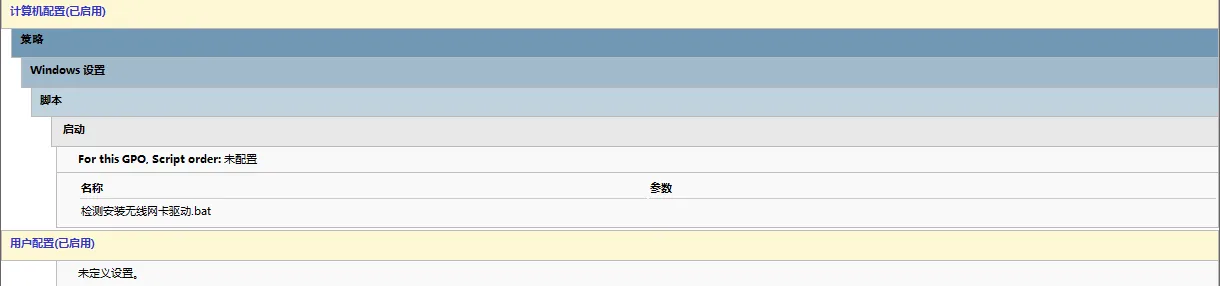 计算机配置(已启用)
策略
Windows 设置
脚本
启动
For this GPO, Script order: 未配置
名称 参数
检测安装无线网卡驱动.bat
用户配置(已启用)
未定义设置。